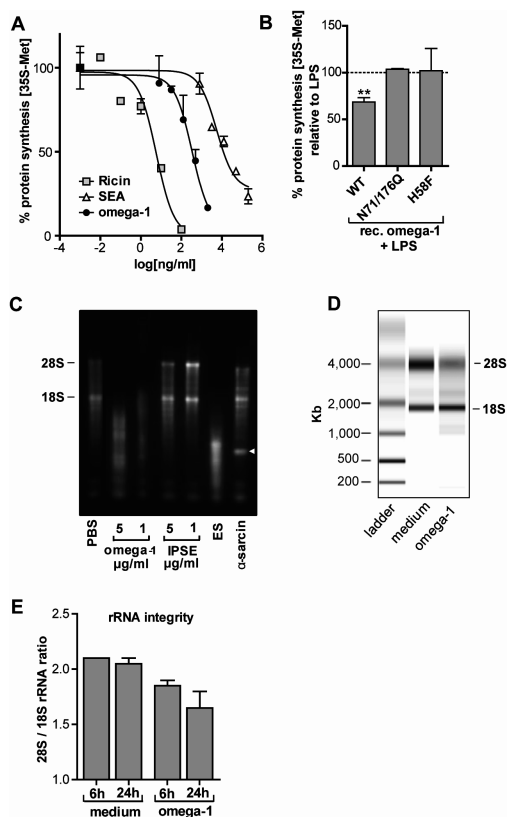 A
% protein synthesis [35S-Met]
100
50
0
Ricin
SEA
omega-1
-4
-2
0
2
4
6
log[ng/ml]
B
% protein synthesis [35S-Met]
relative to LPS
150
100
50
0
**
WT
N71/176Q
H58F
rec. omega-1
+ LPS
C
28S
18S
PBS
5 1
omega-1
µg/ml
5 1
IPSE
µg/ml
ES
α-sarcin
D
Kb
4,000
2,000
1,000
500
200
28S
18S
ladder
medium
omega-1
E
rRNA integrity
28S / 18S rRNA ratio
2.5
2.0
1.5
1.0
6h 24h 6h 24h
medium omega-1